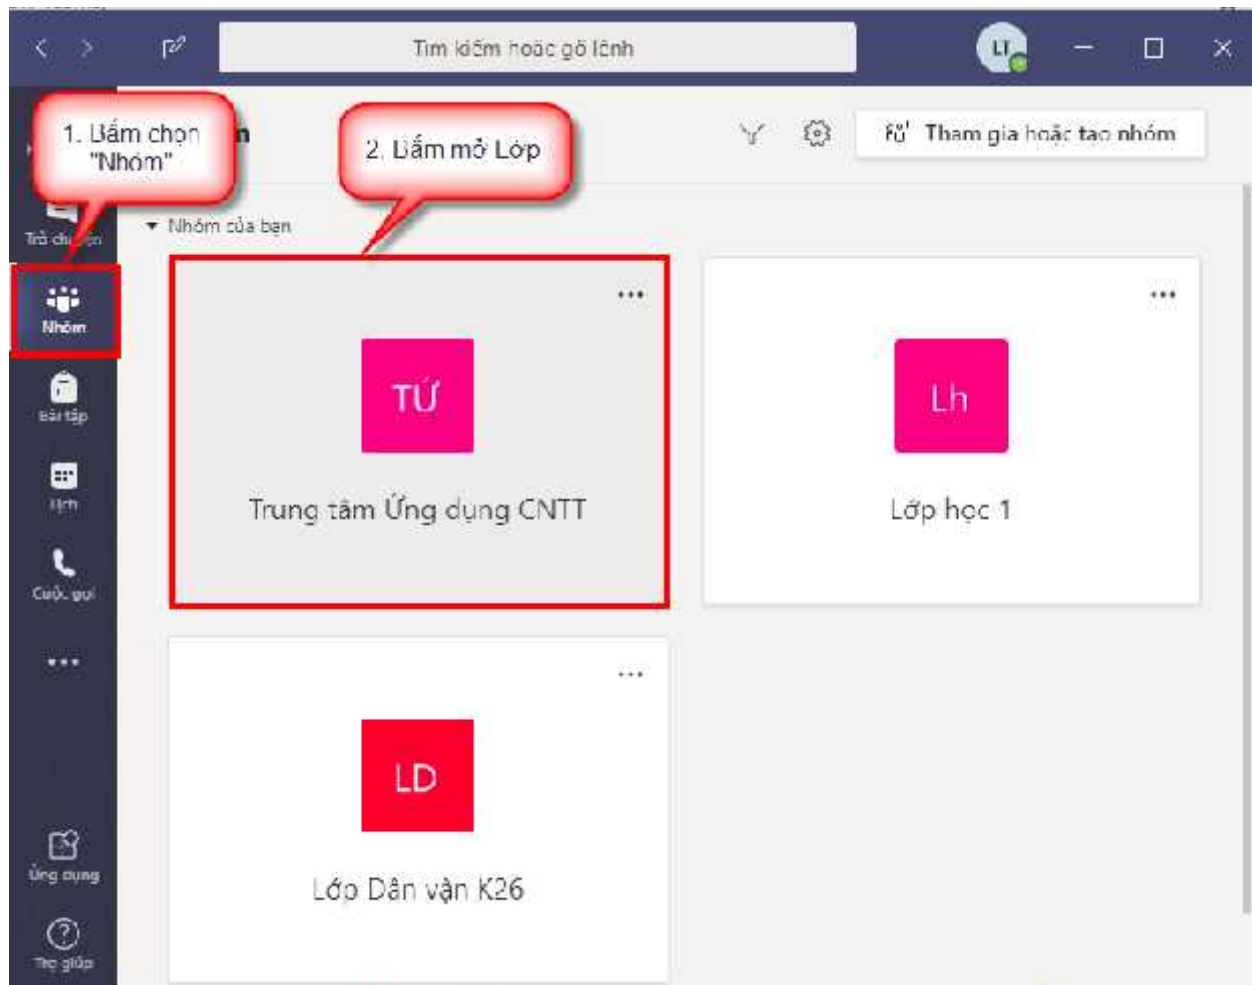 Tìm kiếm hoặc gõ lệnh
LT
1. Bấm chọn
"Nhóm"
2. Bấm mở Lớp
Tham gia hoặc tạo nhóm
Trò chuyện
Nhóm của bạn
Nhóm
TỨ
Lh
Bài tập
Trung tâm Ứng dụng CNTT
Lớp học 1
Lịch
Cuộc gọi
LD
Ứng dụng
Lớp Dân vận K26
Trợ giúp